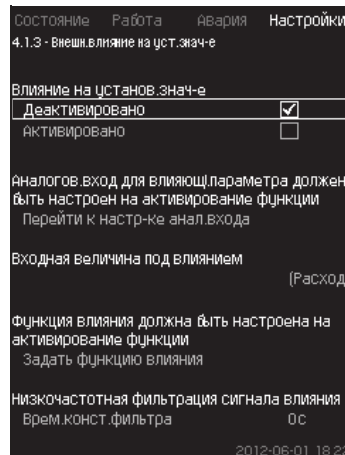 Состояние Работа Авария Настройки
4.1.3 - Внешн.влияние на уст.знач-е
Влияние на установ.знач-е
Деактивировано
Активировано
Аналогов.вход для влияющ.параметра должен
быть настроен на активирование функции
Перейти к настр-ке анал.входа
Входная величина под влиянием
(Расход
Функция влияния должна быть настроена на
активирование функции
Задать функцию влияния
Низкочастотная фильтрация сигнала влияния
Врем.конст.фильтра 0с
2012-06-01 18:22